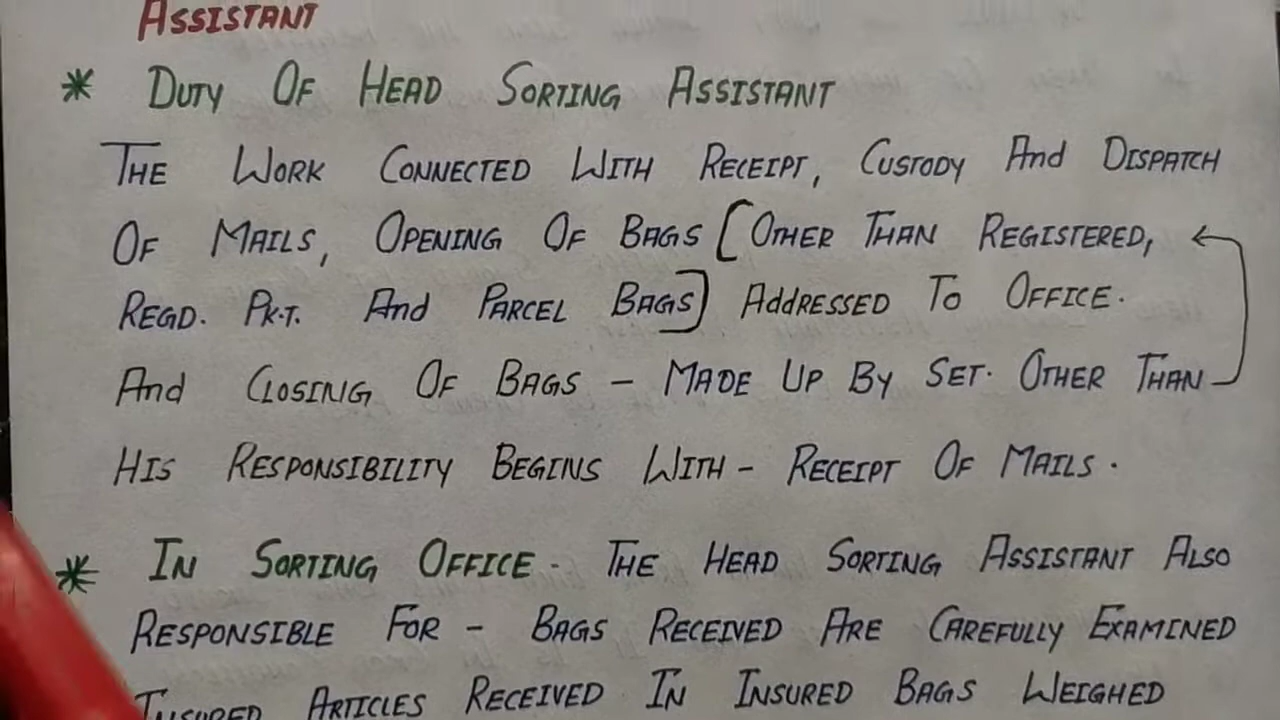 ASSISTANT
* DUTY OF HEAD SORTING ASSISTANT
THE WORK CONNECTED WITH RECEIPT, CUSTODY And DISPATCH
OF MAILS, OPENING OF BAGS [OTHER THAN REGISTERED,
REGD. PK.T. And PARCEL BAGS] AddRESSED TO OFFICE.
And CLOSING OF BAGS - MADE UP BY SET. OTHER THAN
HIS RESPONSIBILITY BEGINS WITH - RECEIPT OF MAILS.
* IN SORTING OFFICE - THE HEAD SORTING ASSISTANT ALSO
RESPONSIBLE FOR - BAGS RECEIVED ARE CAREFULLY EXAMINED
INSURED ARTICLES RECEIVED IN INSURED BAGS WEIGHED